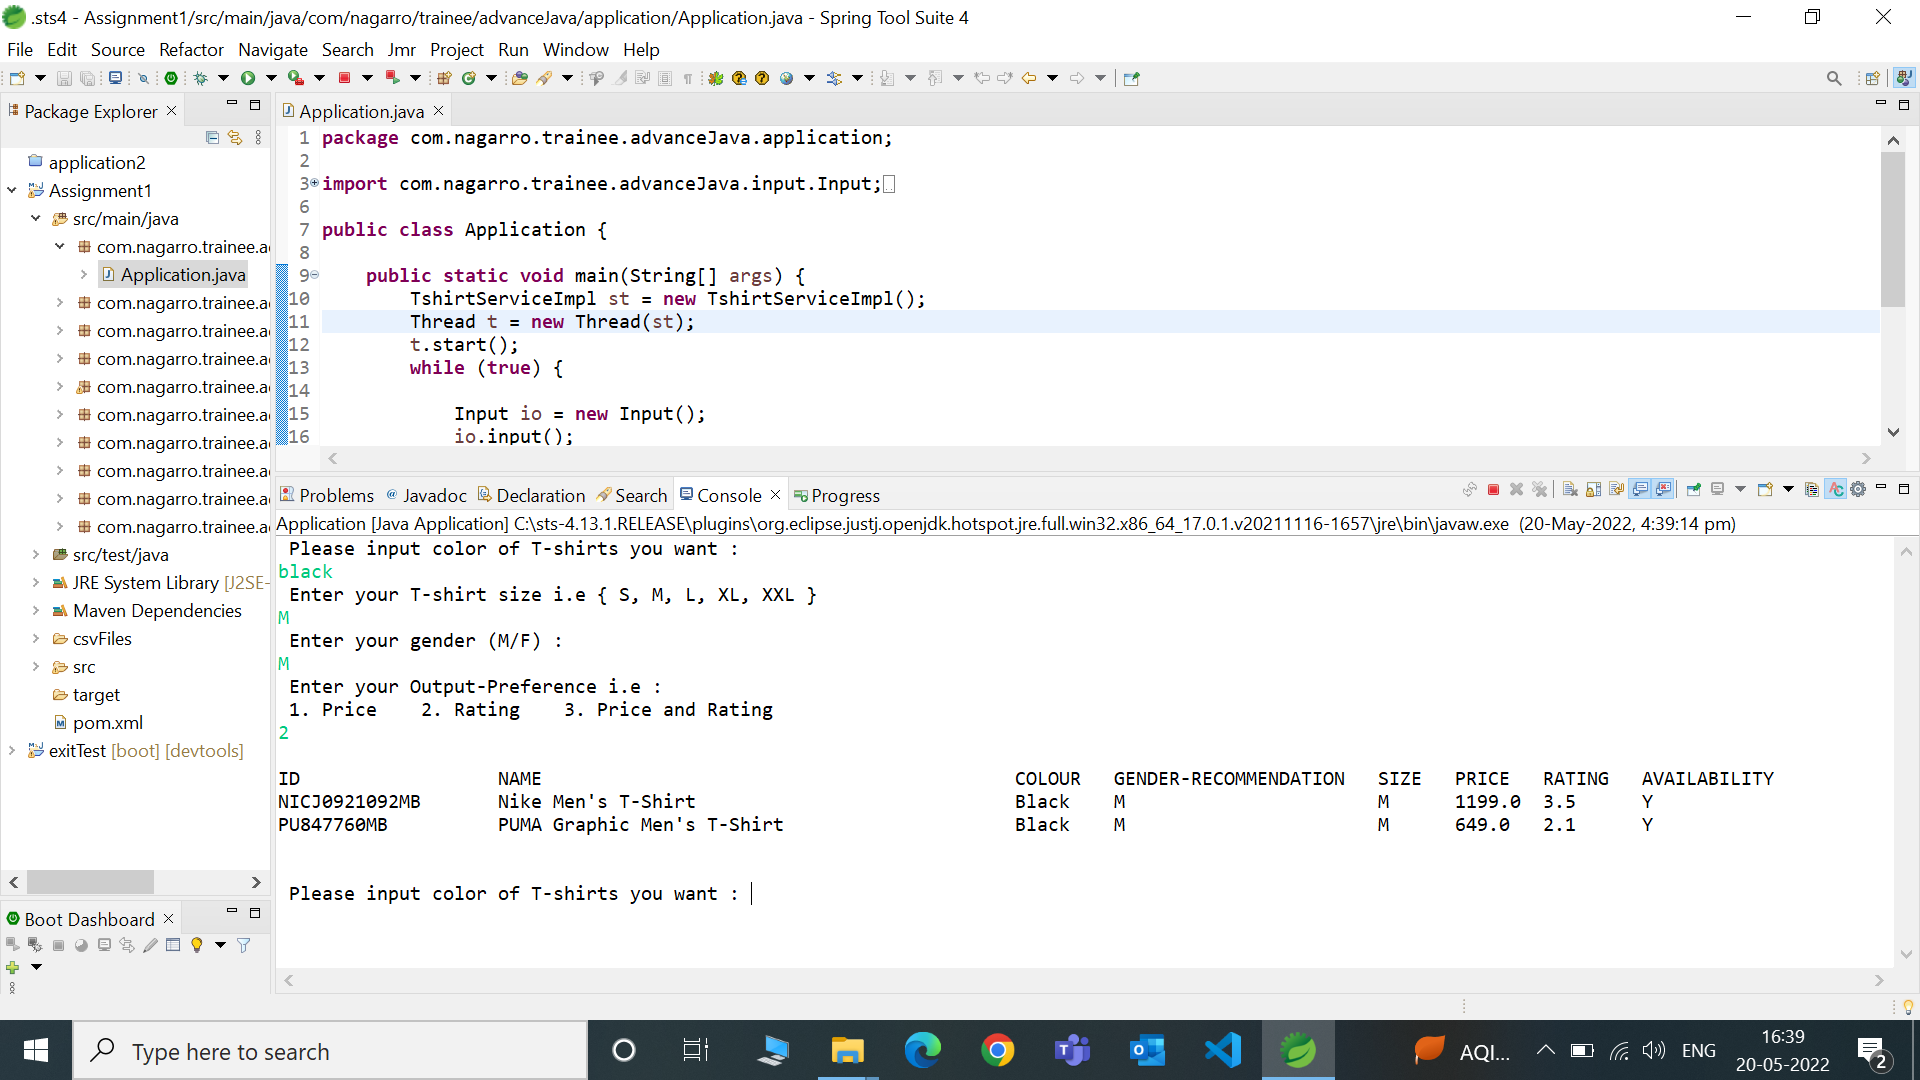 .sts4 - Assignment1/src/main/java/com/nagarro/trainee/advanceJava/application/Application.java - Spring Tool Suite 4
File Edit Source Refactor Navigate Search Jmr Project Run Window Help
Package Explorer
application2
Assignment1
src/main/java
com.nagarro.trainee.a
Application.java
com.nagarro.trainee.a
com.nagarro.trainee.a
com.nagarro.trainee.a
com.nagarro.trainee.a
com.nagarro.trainee.a
com.nagarro.trainee.a
com.nagarro.trainee.a
com.nagarro.trainee.a
com.nagarro.trainee.a
src/test/java
JRE System Library [J2SE-
Maven Dependencies
csvFiles
src
target
pom.xml
exitTest [boot] [devtools]
Boot Dashboard
Application.java
1 package com.nagarro.trainee.advanceJava.application;
2
3 import com.nagarro.trainee.advanceJava.input.Input;
6
7 public class Application {
8
9 public static void main(String[] args) {
10 TshirtServiceImpl st = new TshirtServiceImpl();
11 Thread t = new Thread(st);
12 t.start();
13 while (true) {
14
15 Input io = new Input();
16 io.input();
Problems Javadoc Declaration Search Console Progress
Application [Java Application] C:\sts-4.13.1.RELEASE\plugins\org.eclipse.justj.openjdk.hotspot.jre.full.win32.x86_64_17.0.1.v20211116-1657\jre\bin\javaw.exe (20-May-2022, 4:39:14 pm)
Please input color of T-shirts you want :
black
Enter your T-shirt size i.e { S, M, L, XL, XXL }
M
Enter your gender (M/F) :
M
Enter your Output-Preference i.e :
1. Price 2. Rating 3. Price and Rating
2
ID NAME COLOUR GENDER-RECOMMENDATION SIZE PRICE RATING AVAILABILITY
NICJ0921092MB Nike Men's T-Shirt Black M M 1199.0 3.5 Y
PU847760MB PUMA Graphic Men's T-Shirt Black M M 649.0 2.1 Y
Please input color of T-shirts you want :
Type here to search
AQI...
ENG
16:39
20-05-2022
2